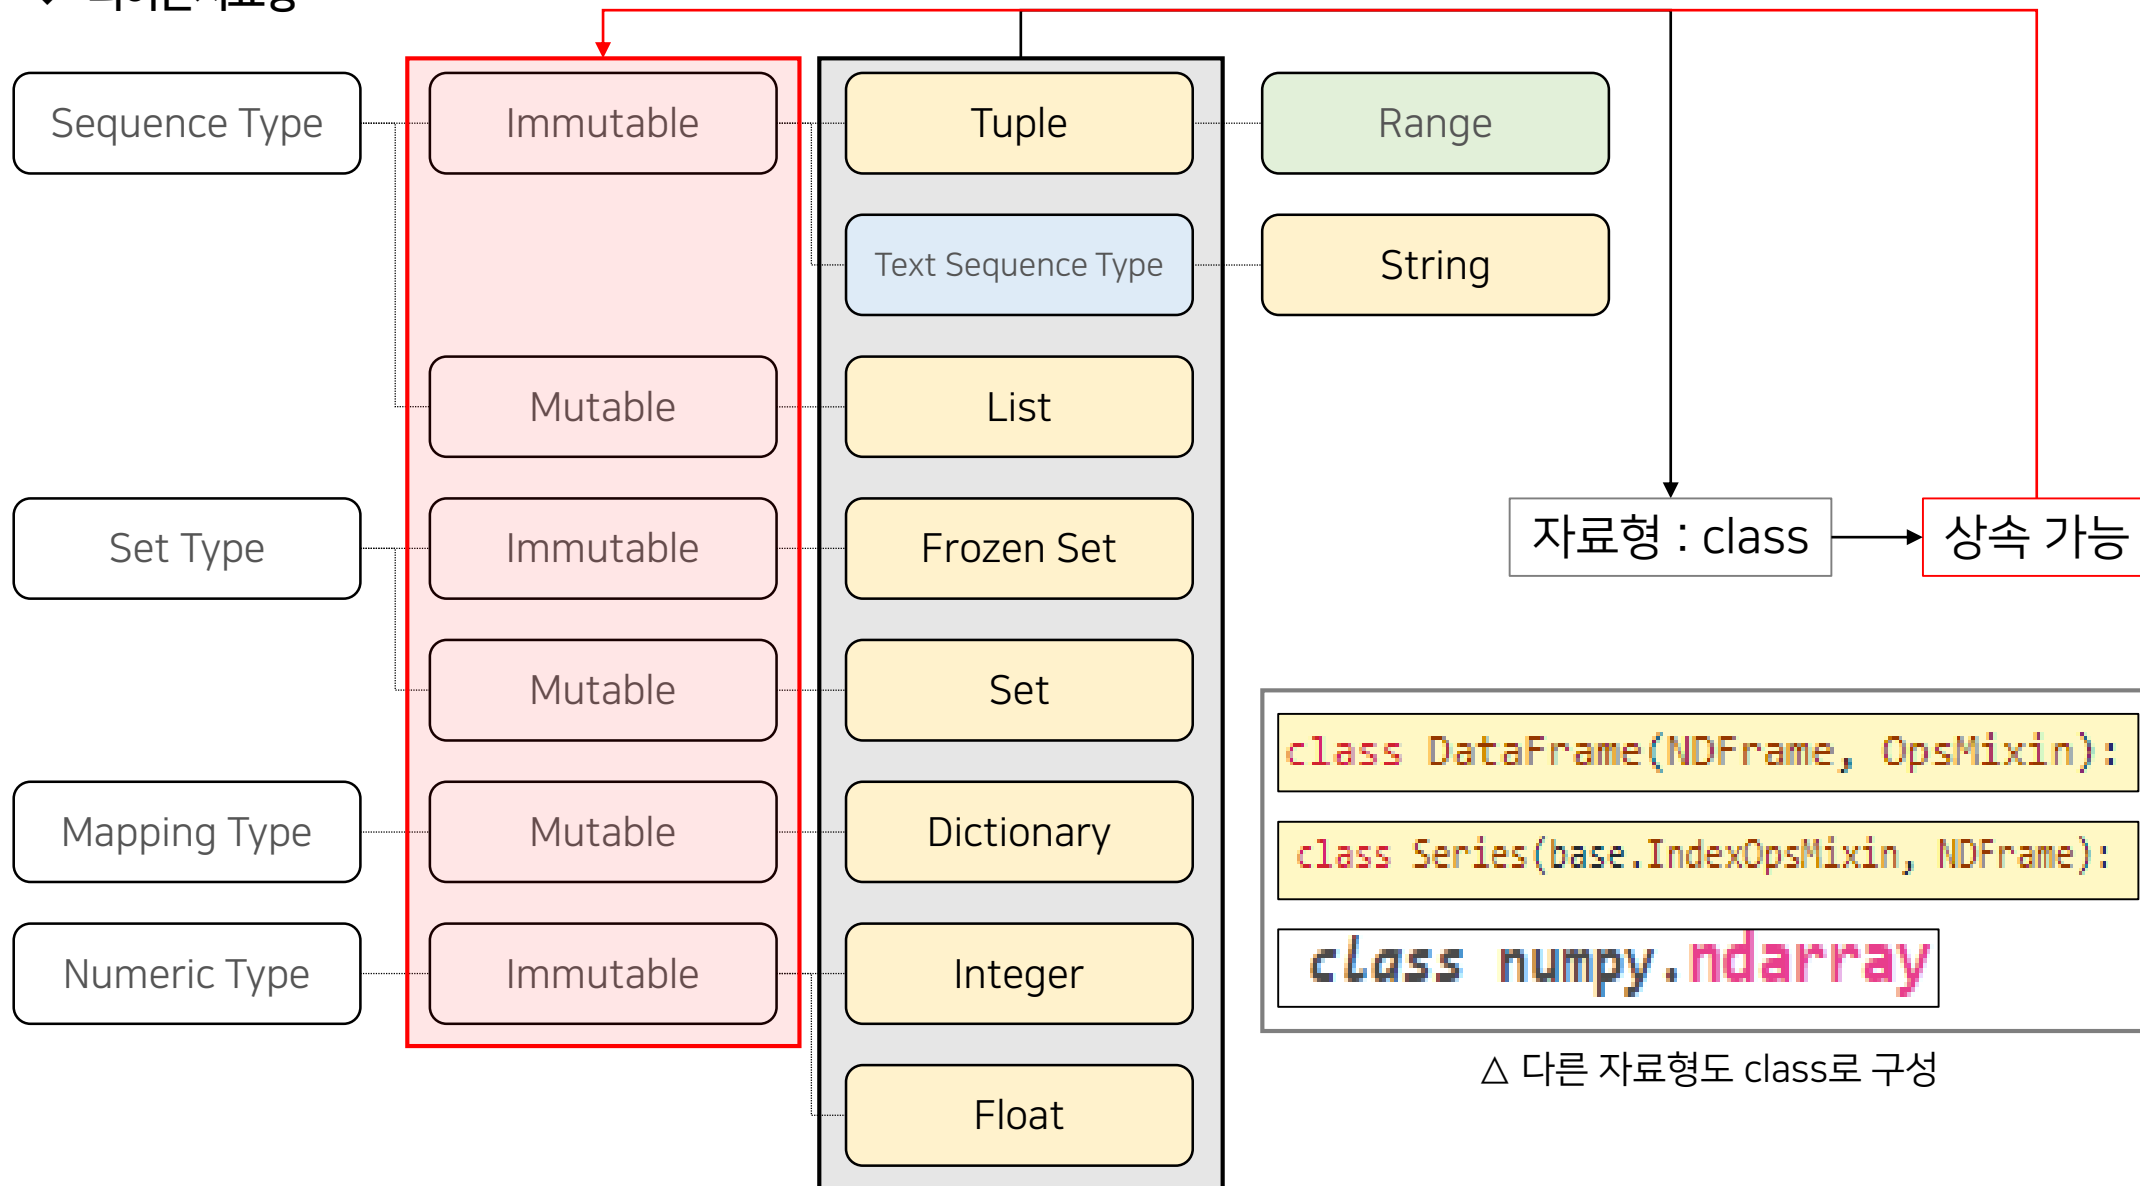 Sequence Type
Immutable
Tuple
Range
Text Sequence Type
String
Mutable
List
Set Type
Immutable
Frozen Set
자료형 : class
상속 가능
Mutable
Set
Mapping Type
Mutable
Dictionary
Numeric Type
Immutable
Integer
Float
class DataFrame(NDFrame, OpsMixin):
class Series(base.IndexOpsMixin, NDFrame):
class numpy.ndarray
△ 다른 자료형도 class로 구성